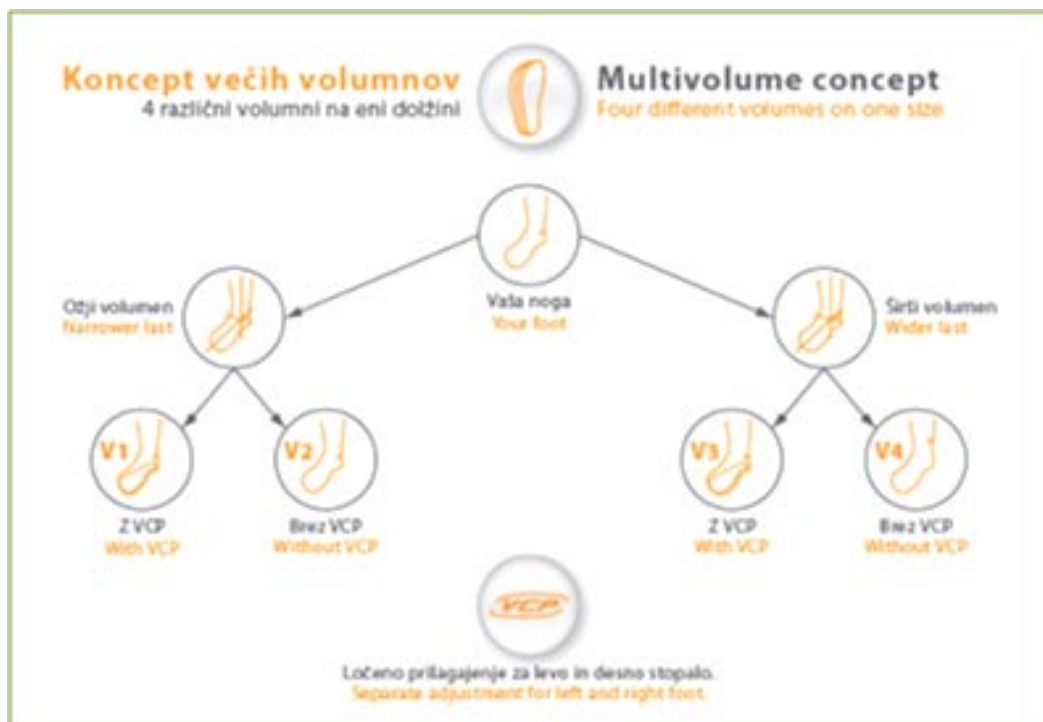 Koncept večih volumnov
4 različni volumni na eni dolžini
Multivolume concept
Four different volumes on one size
Vaša noga
Your foot
Ožji volumen
Narrower last
Širši volumen
Wider last
V1
V2
V3
V4
Z VCP
With VCP
Brez VCP
Without VCP
Z VCP
With VCP
Brez VCP
Without VCP
VCP
Ločeno prilagajenje za levo in desno stopalo.
Separate adjustment for left and right foot.